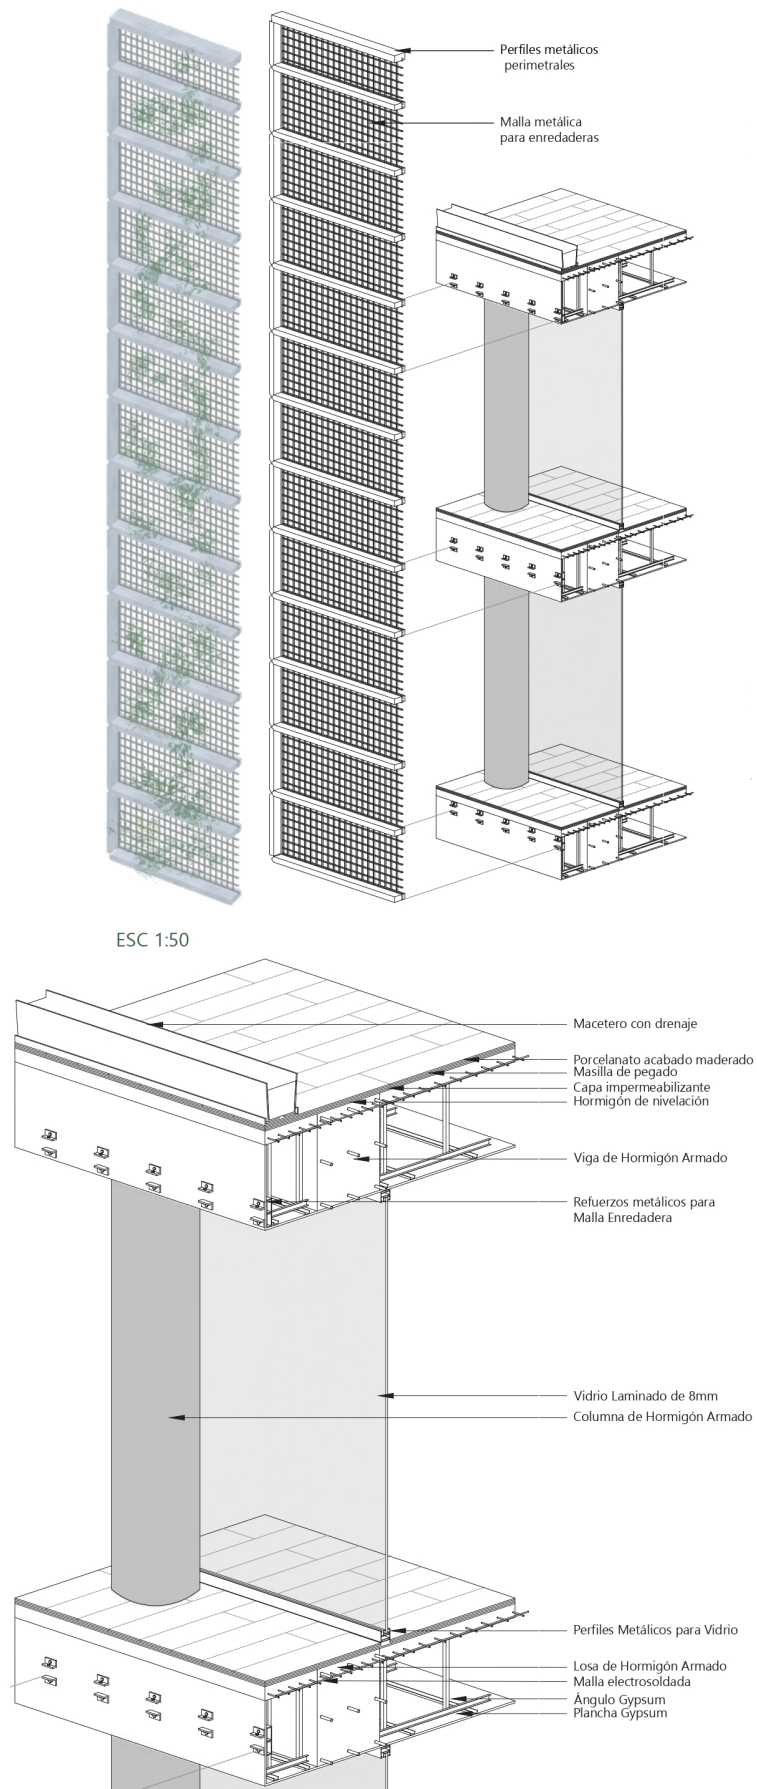 Perfiles metálicos
perimetrales
Malla metálica
para enredaderas
ESC 1:50
Macetero con drenaje
Porcelanato acabado maderado
Masilla de pegado
Capa impermeabilizante
Hormigón de nivelación
Viga de Hormigón Armado
Refuerzos metálicos para
Malla Enredadera
Vidrio Laminado de 8mm
Columna de Hormigón Armado
Perfiles Metálicos para Vidrio
Losa de Hormigón Armado
Malla electrosoldada
Ángulo Gypsum
Plancha Gypsum